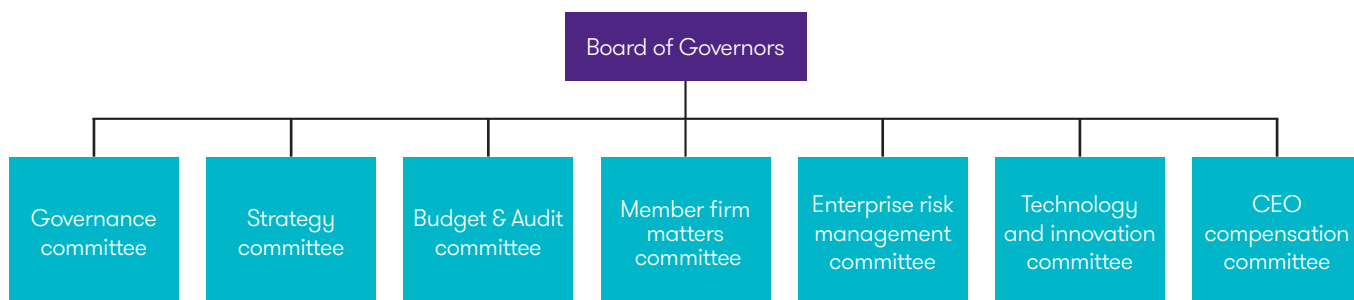 Board of Governors
Governance
committee
Strategy
committee
Budget & Audit
committee
Member firm
matters
committee
Enterprise risk
management
committee
Technology
and innovation
committee
CEO
compensation
committee